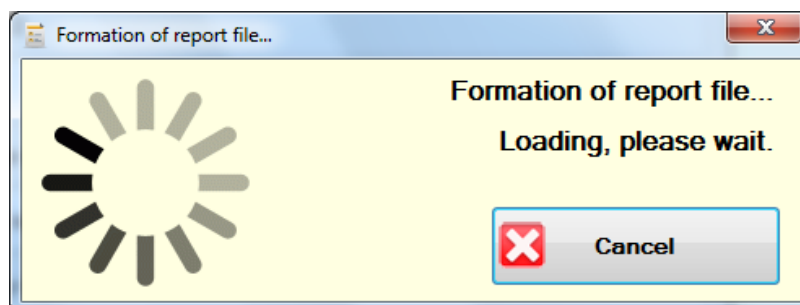 Formation of report file...
Formation of report file...
Loading, please wait.
Cancel